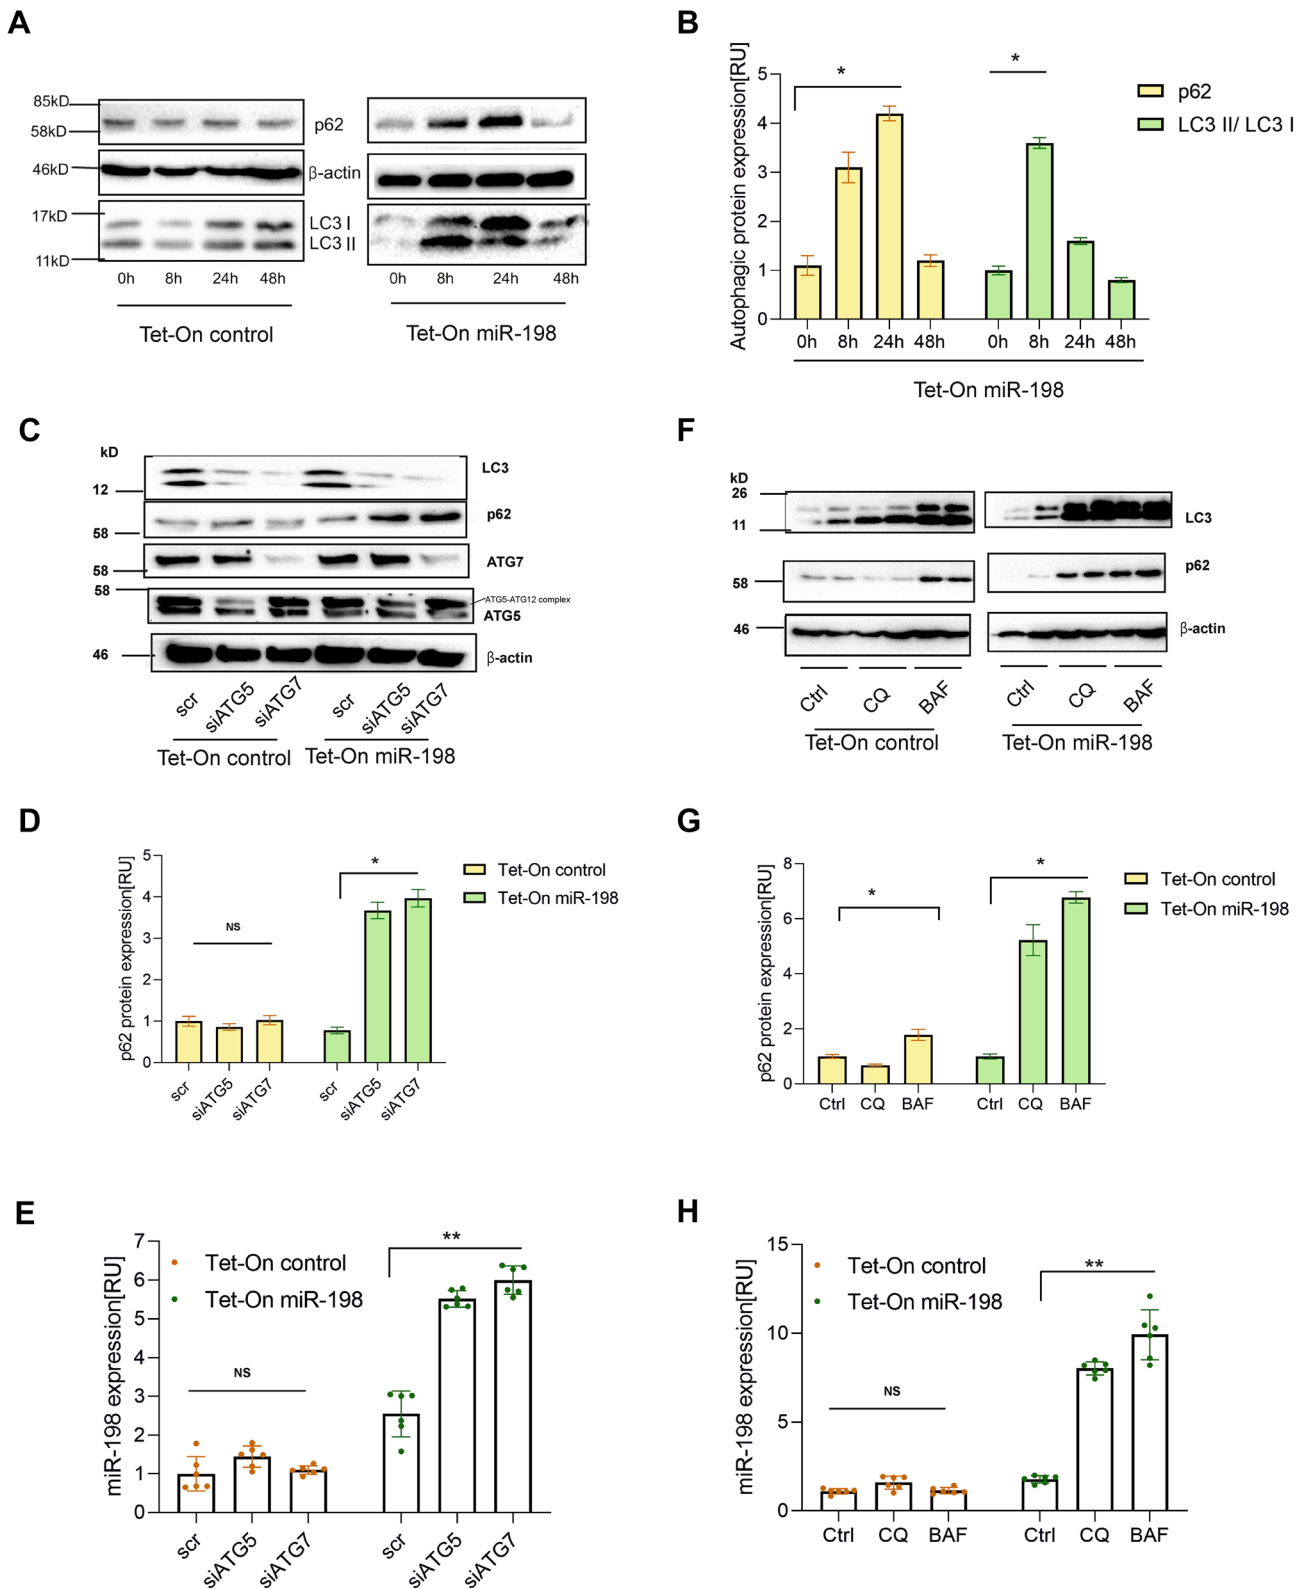 A
85kD
58kD
p62
46kD
β-actin
17kD
LC3 I
LC3 II
11kD
0h 8h 24h 48h 0h 8h 24h 48h
Tet-On control Tet-On miR-198
B
Autophagic protein expression[RU]
5
4
3
2
1
0
* *
p62
LC3 II/ LC3 I
0h 8h 24h 48h 0h 8h 24h 48h
Tet-On miR-198
C
kD
LC3
12
p62
58
ATG7
58
58
ATG5-ATG12 complex
ATG5
46
β-actin
scr siATG5 siATG7 scr siATG5 siATG7
Tet-On control Tet-On miR-198
F
kD
26
11
LC3
58
p62
46
β-actin
Ctrl CQ BAF Ctrl CQ BAF
Tet-On control Tet-On miR-198
D
p62 protein expression[RU]
5
4
3
2
1
0
NS *
Tet-On control
Tet-On miR-198
scr siATG5 siATG7 scr siATG5 siATG7
G
p62 protein expression[RU]
8
6
4
2
0
* *
Tet-On control
Tet-On miR-198
Ctrl CQ BAF Ctrl CQ BAF
E
miR-198 expression[RU]
7
6
5
4
3
2
1
0
Tet-On control
Tet-On miR-198
NS **
scr siATG5 siATG7 scr siATG5 siATG7
H
miR-198 expression[RU]
15
10
5
0
Tet-On control
Tet-On miR-198
NS **
Ctrl CQ BAF Ctrl CQ BAF